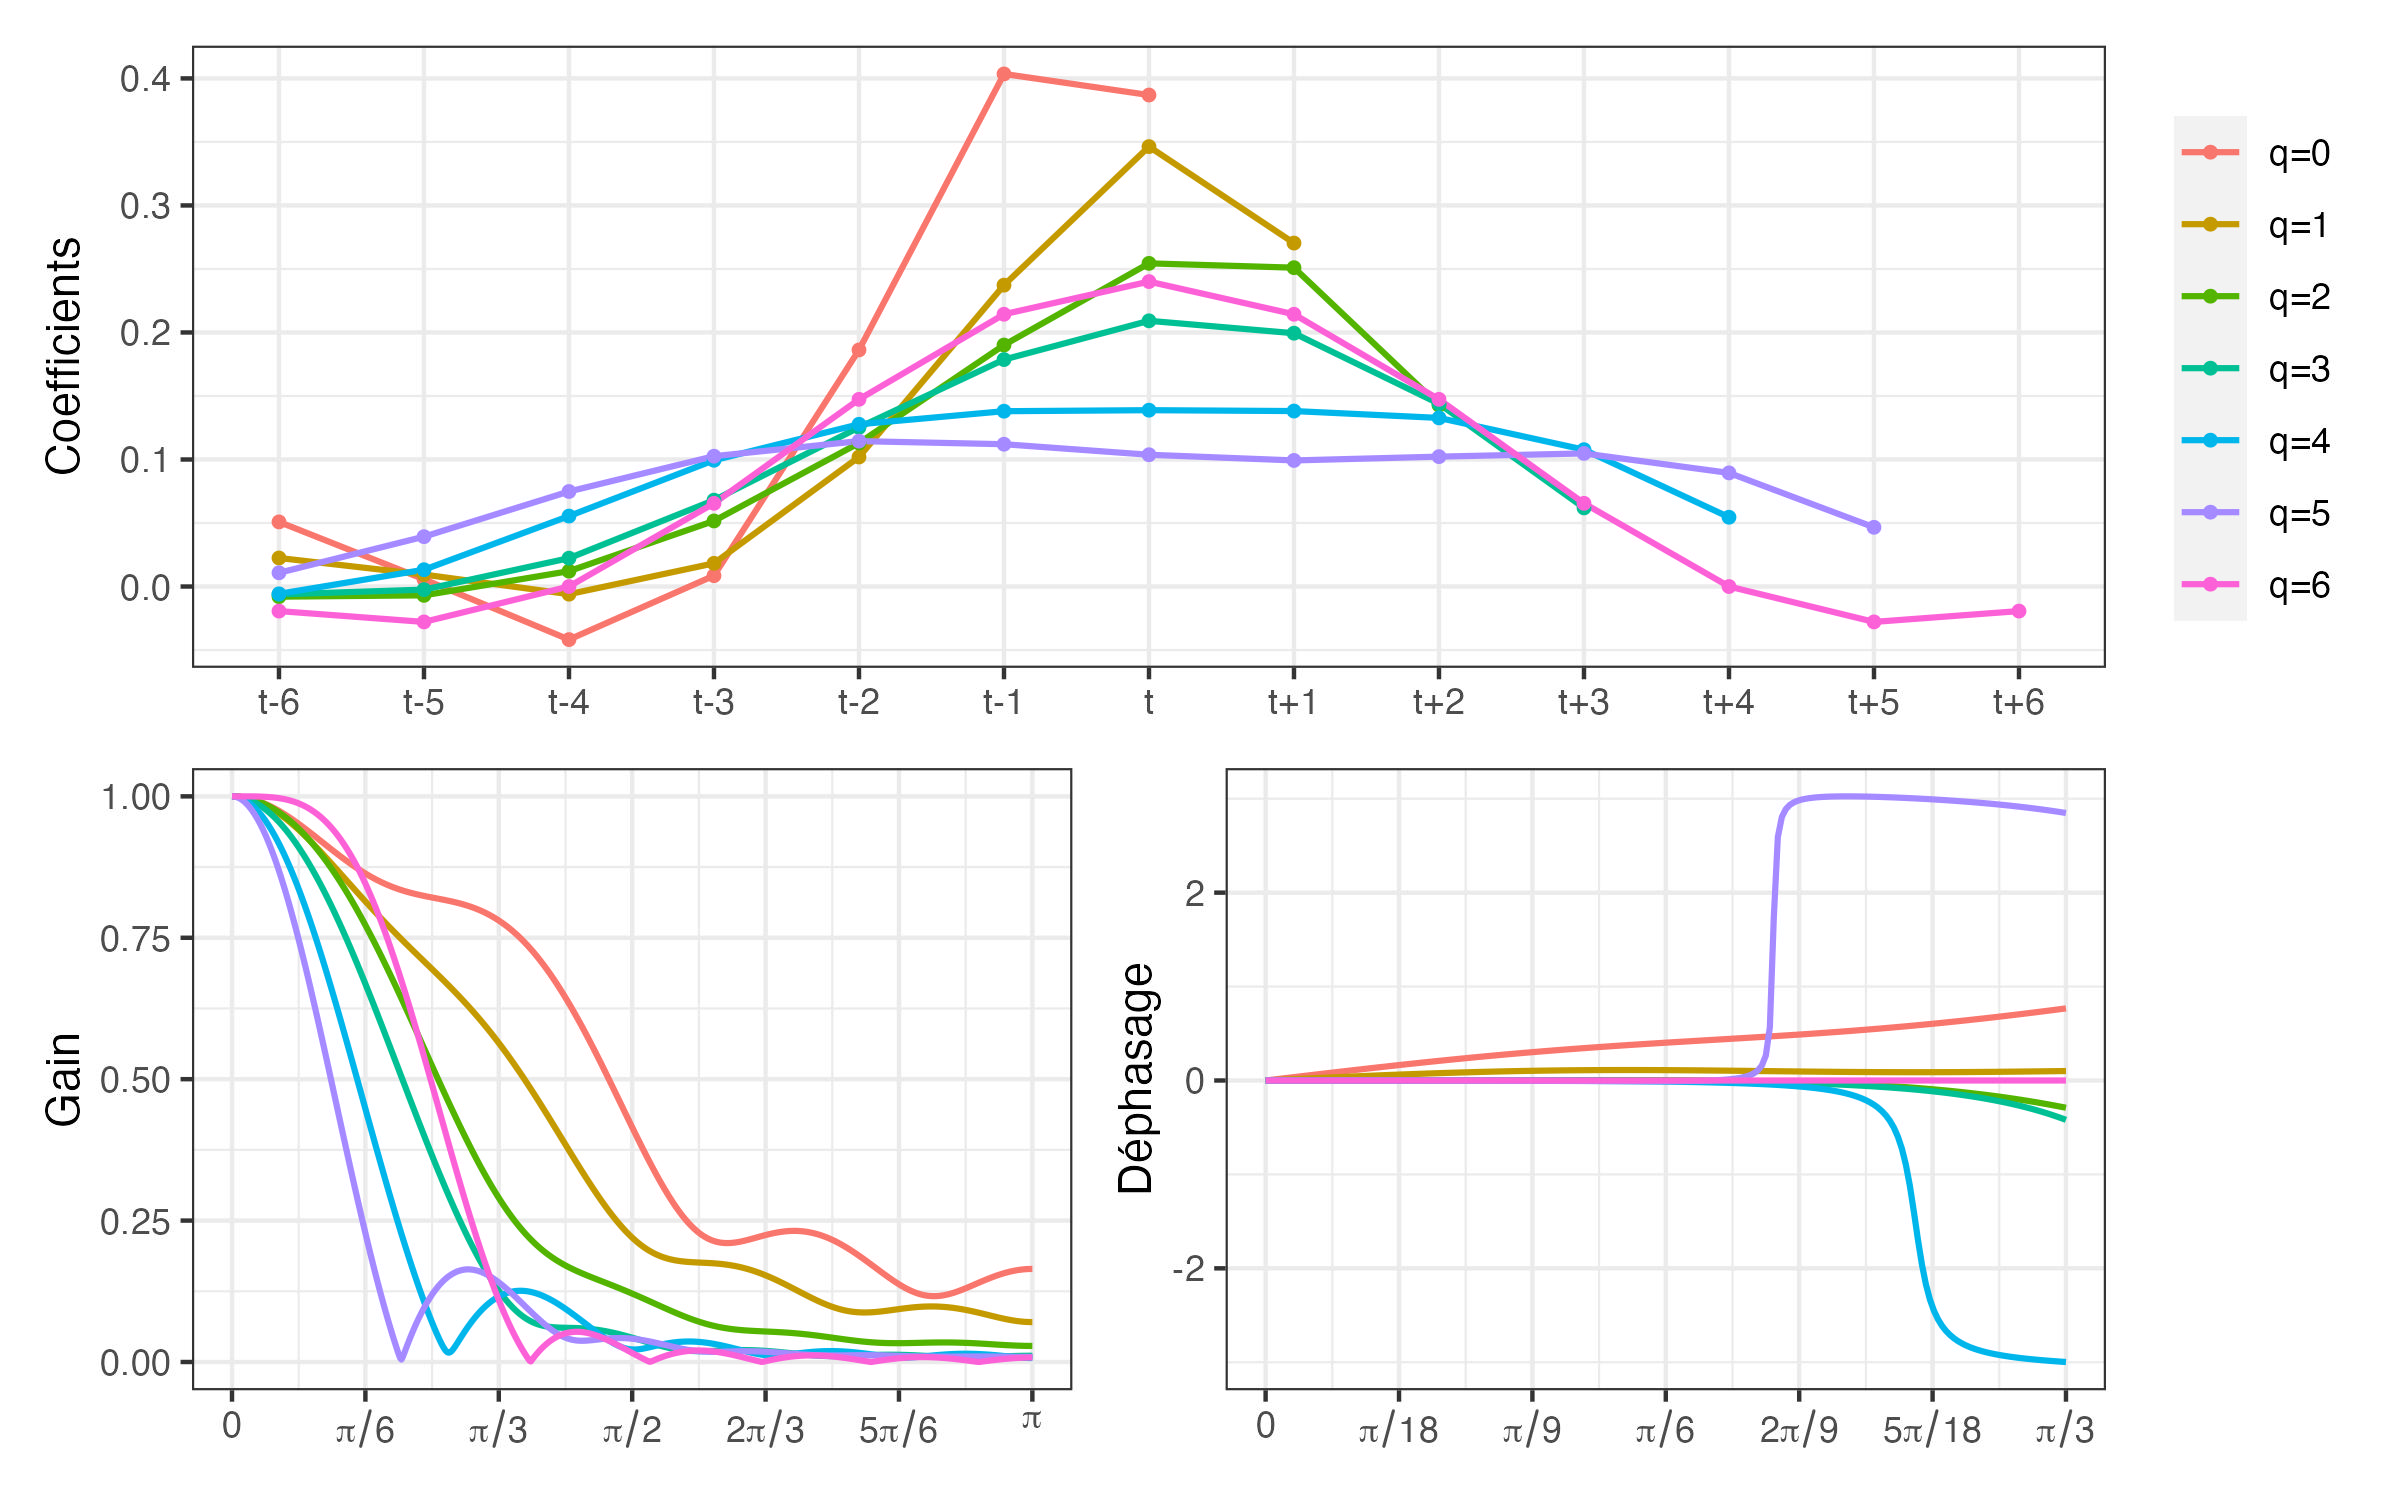 Coefficients
0.4
0.3
0.2
0.1
0.0
t-6 t-5 t-4 t-3 t-2 t-1 t t+1 t+2 t+3 t+4 t+5 t+6
q=0
q=1
q=2
q=3
q=4
q=5
q=6
Gain
1.00
0.75
0.50
0.25
0.00
0 π/6 π/3 π/2 2π/3 5π/6 π
Déphasage
2
0
-2
0 π/18 π/9 π/6 2π/9 5π/18 π/3